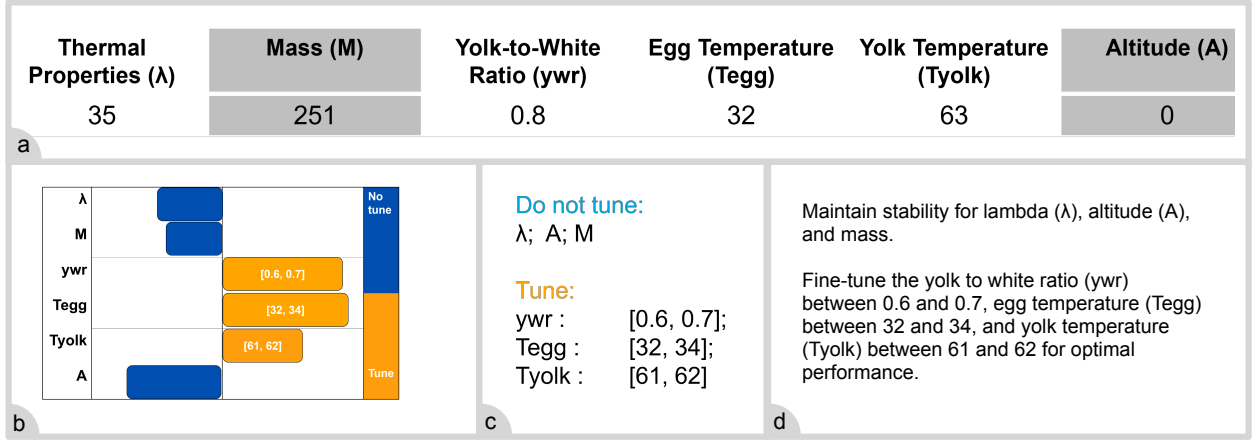 Thermal Properties (λ)
Mass (M)
Yolk-to-White Ratio (ywr)
Egg Temperature (Tegg)
Yolk Temperature (Tyolk)
Altitude (A)
35
251
0.8
32
63
0
a
λ
M
ywr
Tegg
Tyolk
A
[0.6, 0.7]
[32, 34]
[61, 62]
No
tune
Tune
b
Do not tune:
λ; A; M
Tune:
ywr : [0.6, 0.7];
Tegg : [32, 34];
Tyolk : [61, 62]
c
Maintain stability for lambda (λ), altitude (A),
and mass.
Fine-tune the yolk to white ratio (ywr)
between 0.6 and 0.7, egg temperature (Tegg)
between 32 and 34, and yolk temperature
(Tyolk) between 61 and 62 for optimal
performance.
d